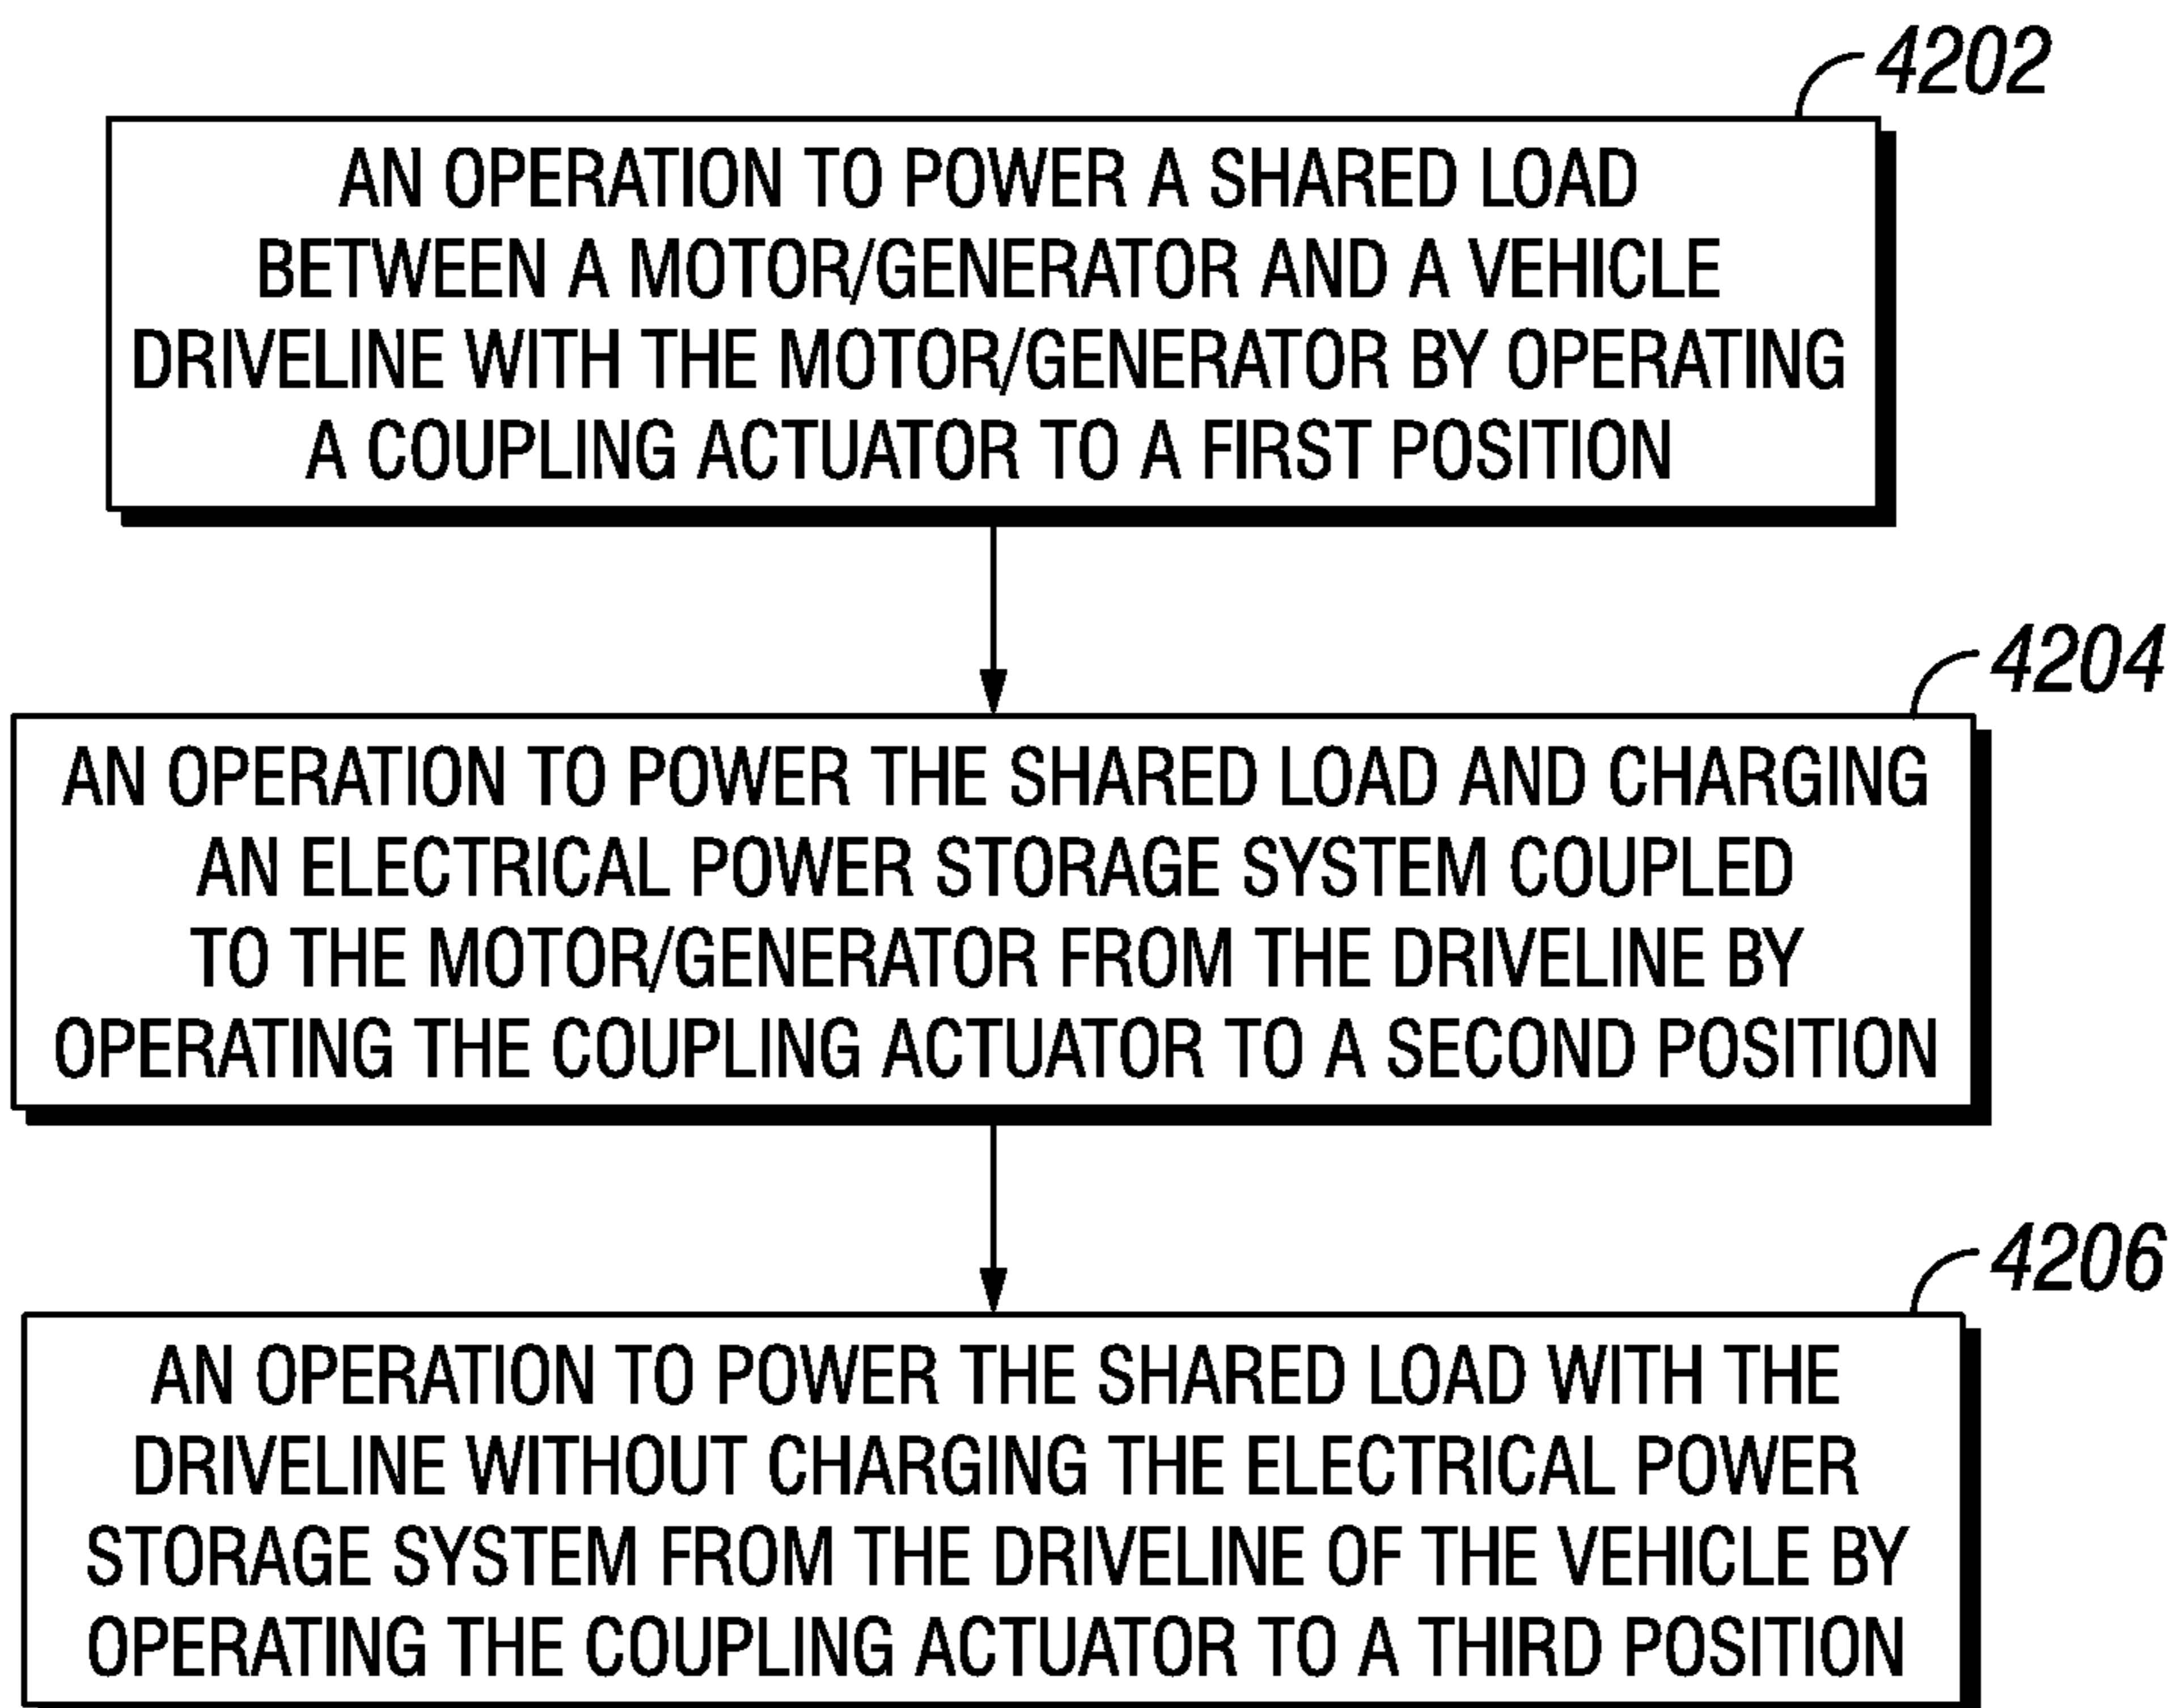 4202
AN OPERATION TO POWER A SHARED LOAD
BETWEEN A MOTOR/GENERATOR AND A VEHICLE
DRIVELINE WITH THE MOTOR/GENERATOR BY OPERATING
A COUPLING ACTUATOR TO A FIRST POSITION
4204
AN OPERATION TO POWER THE SHARED LOAD AND CHARGING
AN ELECTRICAL POWER STORAGE SYSTEM COUPLED
TO THE MOTOR/GENERATOR FROM THE DRIVELINE BY
OPERATING THE COUPLING ACTUATOR TO A SECOND POSITION
4206
AN OPERATION TO POWER THE SHARED LOAD WITH THE
DRIVELINE WITHOUT CHARGING THE ELECTRICAL POWER
STORAGE SYSTEM FROM THE DRIVELINE OF THE VEHICLE BY
OPERATING THE COUPLING ACTUATOR TO A THIRD POSITION